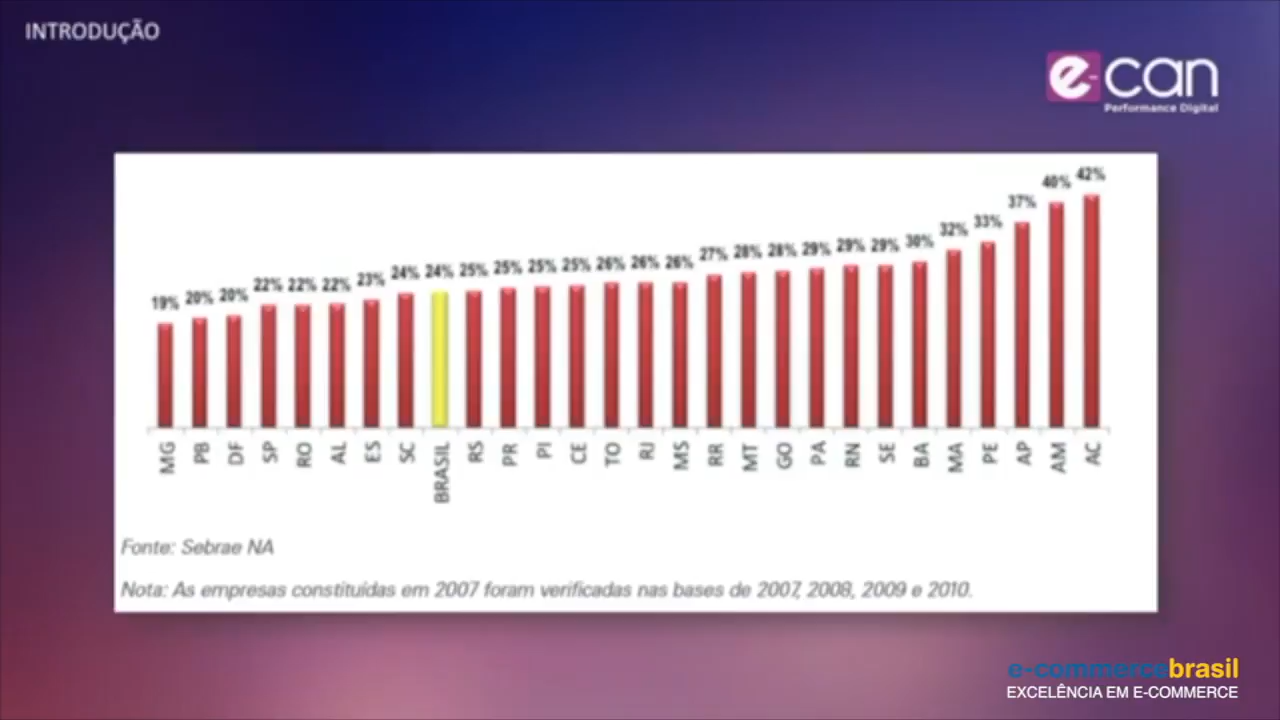 INTRODUÇÃO
e-can
Performance Digital
19% 20% 20% 22% 22% 22% 23% 24% 24% 25% 25% 25% 25% 26% 26% 26% 27% 28% 28% 29% 29% 29% 30% 32% 33% 37% 40% 42%
MG PB DF SP RO AL ES SC BRASIL RS PR PI CE TO RJ MS RR MT GO PA RN SE BA MA PE AP AM AC
Fonte: Sebrae NA
Nota: As empresas constituídas em 2007 foram verificadas nas bases de 2007, 2008, 2009 e 2010.
e-commercebrasil
EXCELÊNCIA EM E-COMMERCE